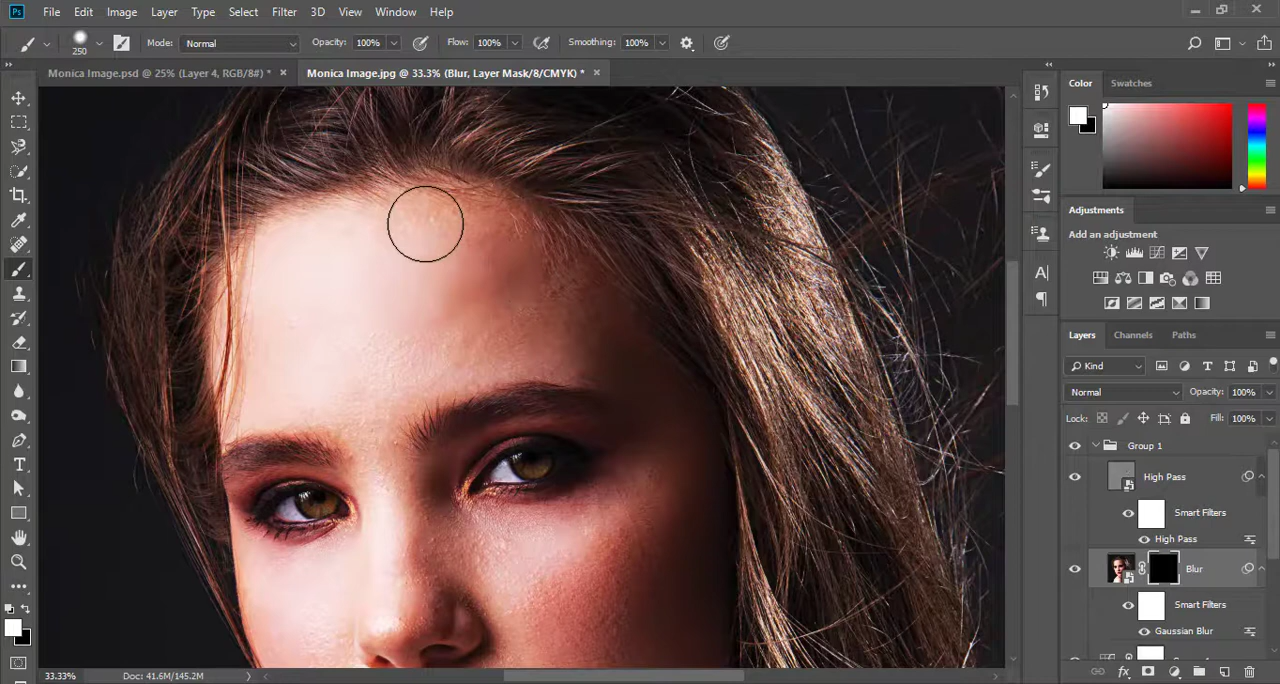 Ps File Edit Image Layer Type Select Filter 3D View Window Help
250 Mode: Normal Opacity: 100% Flow: 100% Smoothing: 100%
Monica Image.psd @ 25% (Layer 4, RGB/8#) * Monica Image.jpg @ 33.3% (Blur, Layer Mask/8/CMYK) *
Color Swatches
Adjustments
Add an adjustment
Layers Channels Paths
Kind
Normal Opacity: 100%
Lock: Fill: 100%
Group 1
High Pass
Smart Filters
High Pass
Blur
Smart Filters
Gaussian Blur
33.33% Doc: 41.6M/145.2M